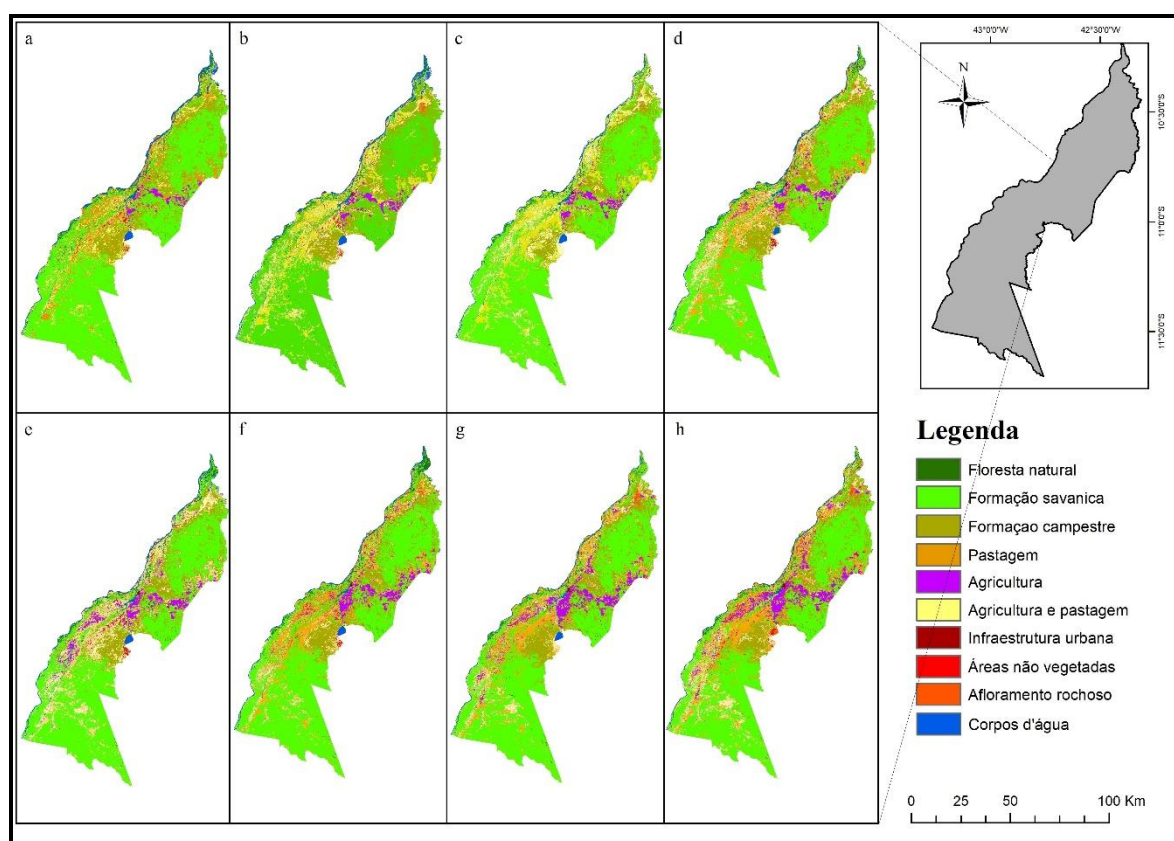 a
b
c
d
e
f
g
h
43°0'0"W
42°30'0"W
N
10°30'0"S
11°0'0"S
11°30'0"S
Legenda
Floresta natural
Formação savanica
Formaçao campestre
Pastagem
Agricultura
Agricultura e pastagem
Infraestrutura urbana
Áreas não vegetadas
Afloramento rochoso
Corpos d'água
0 25 50 100 Km